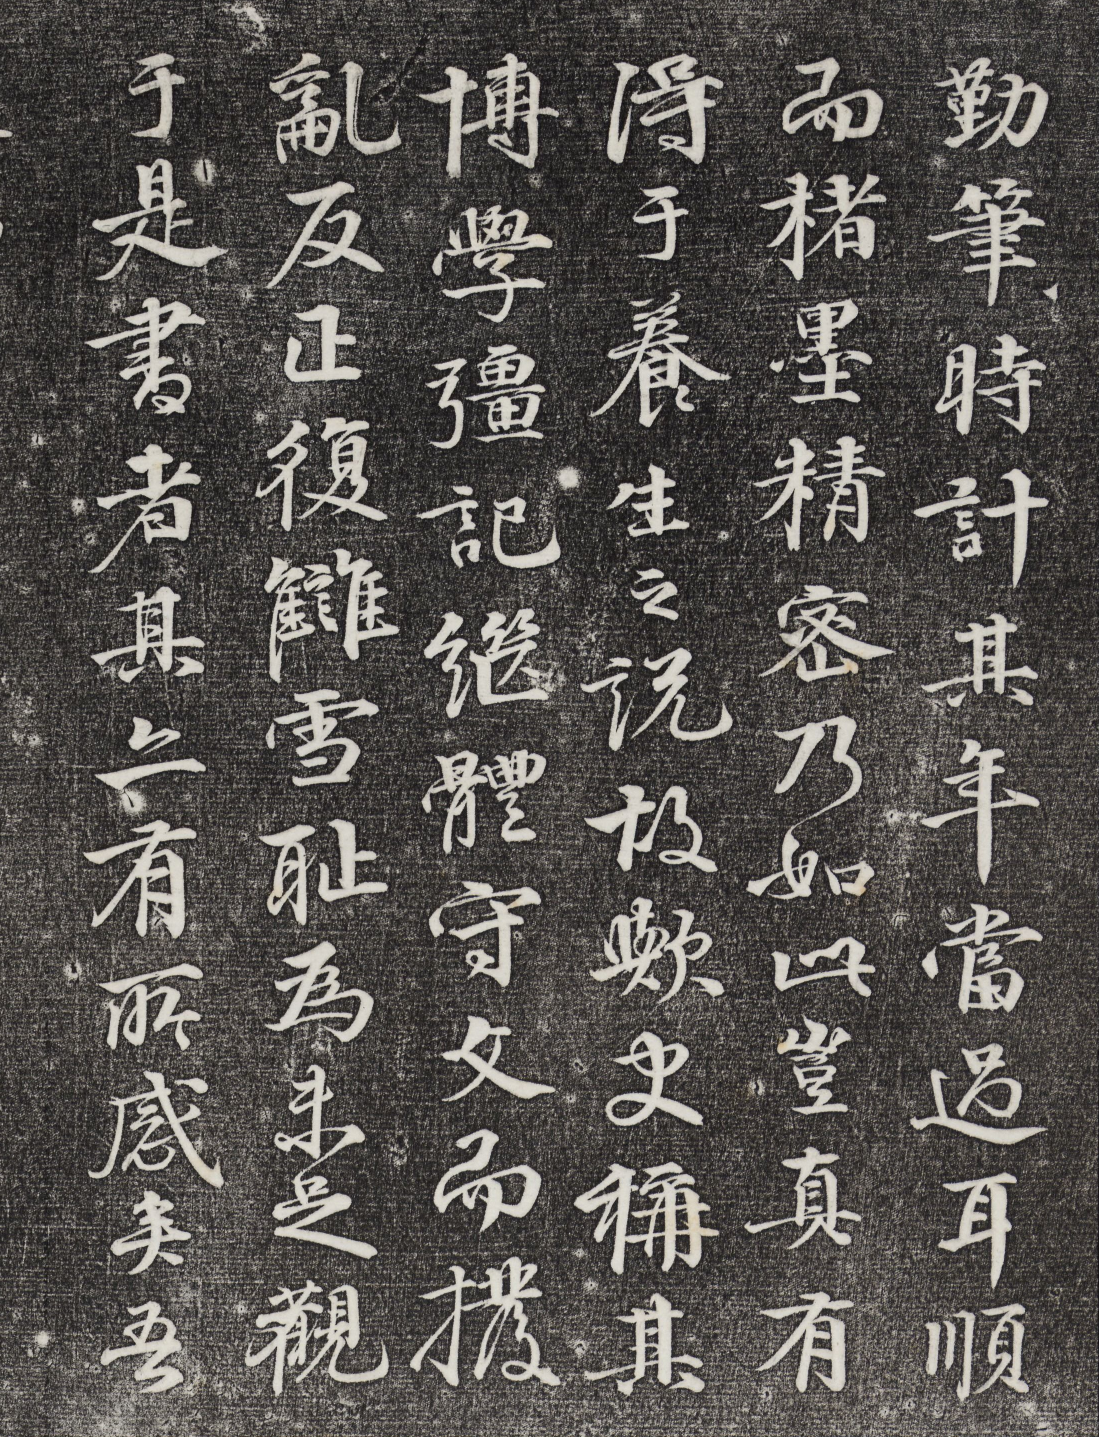 勤筆時計其年當過耳順
而楮墨精密乃如此豈真有
得于養生之説故歟史稱其
博學彊記繼體守文而撥
亂反正復讎雪耻為未足觀
于是書者其亦有所感矣吾